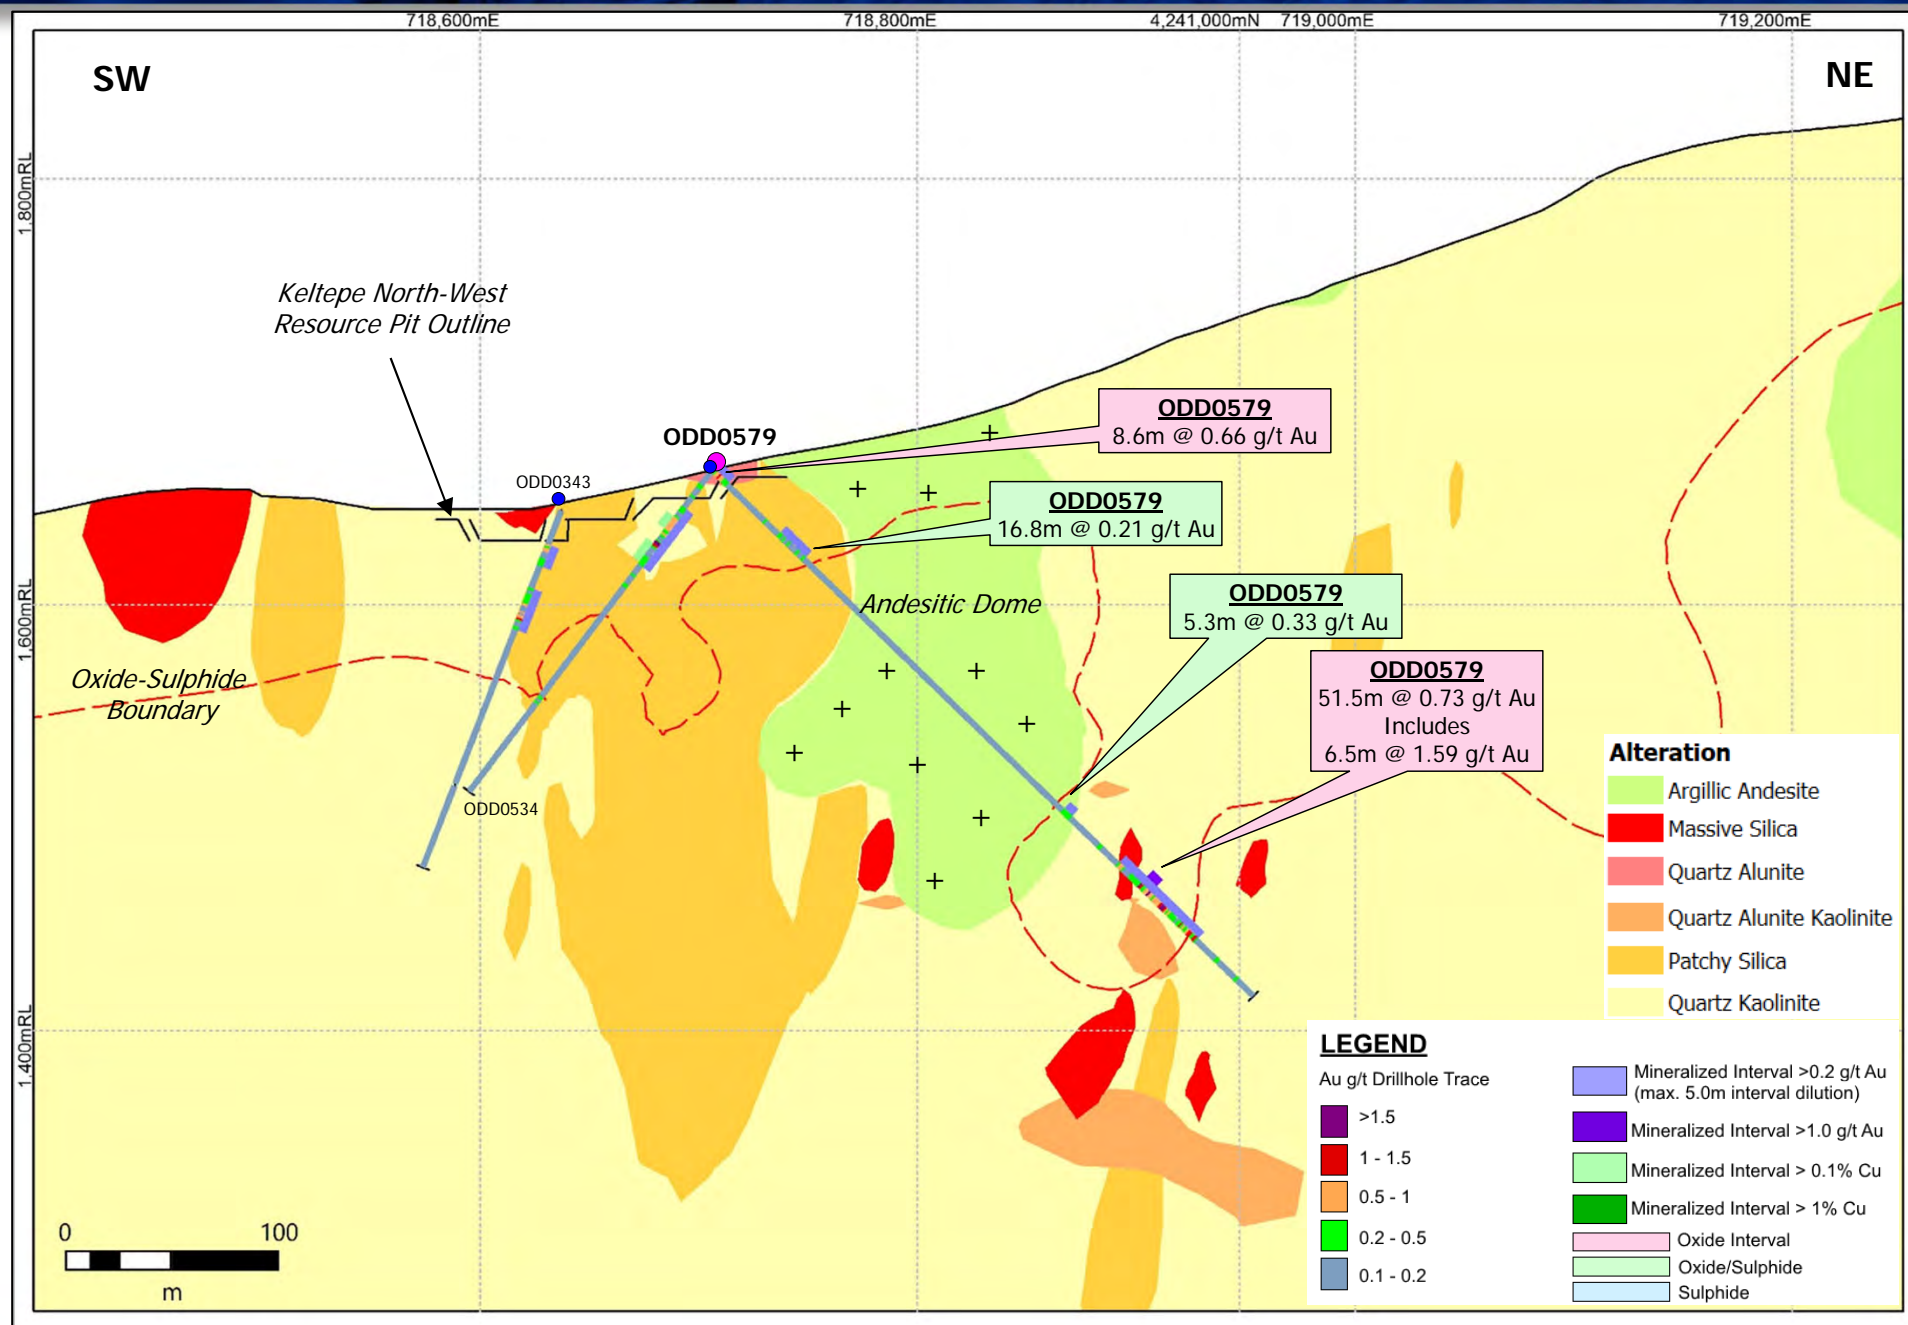 718,600mE
718,800mE
4,241,000mN
719,000mE
719,200mE
SW
NE
1,800mRL
1,600mRL
1,400mRL
Keltepe North-West
Resource Pit Outline
ODD0343
ODD0579
ODD0579
8.6m @ 0.66 g/t Au
ODD0579
16.8m @ 0.21 g/t Au
Andesitic Dome
ODD0579
5.3m @ 0.33 g/t Au
ODD0579
51.5m @ 0.73 g/t Au
Includes
6.5m @ 1.59 g/t Au
Oxide-Sulphide
Boundary
ODD0534
Alteration
Argillic Andesite
Massive Silica
Quartz Alunite
Quartz Alunite Kaolinite
Patchy Silica
Quartz Kaolinite
LEGEND
Au g/t Drillhole Trace
>1.5
1 - 1.5
0.5 - 1
0.2 - 0.5
0.1 - 0.2
Mineralized Interval >0.2 g/t Au
(max. 5.0m interval dilution)
Mineralized Interval >1.0 g/t Au
Mineralized Interval > 0.1% Cu
Mineralized Interval > 1% Cu
Oxide Interval
Oxide/Sulphide
Sulphide
0 100
m